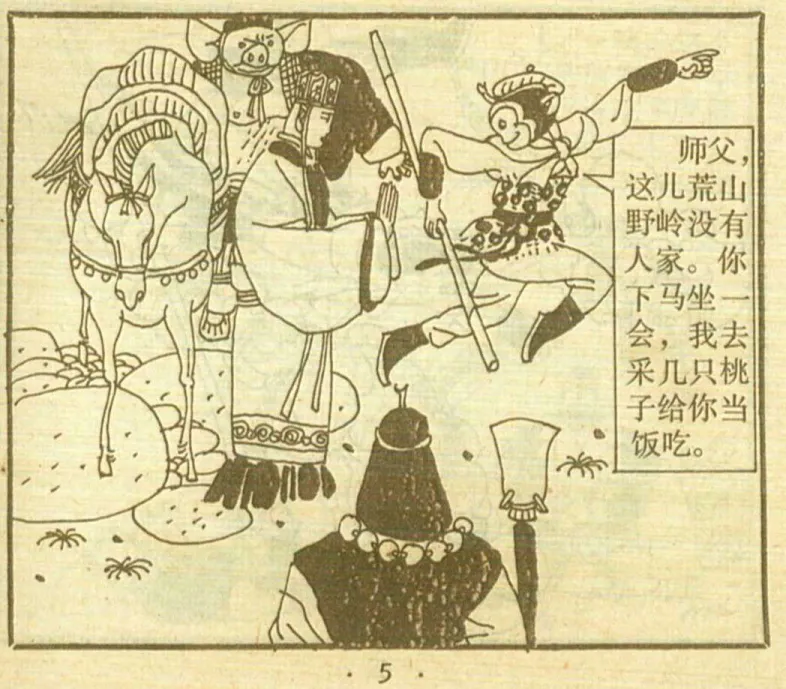 师父，
这儿荒山
野岭没有
人家。你
下马坐一
会，我去
采几只桃
子给你当
饭吃。
· 5 ·